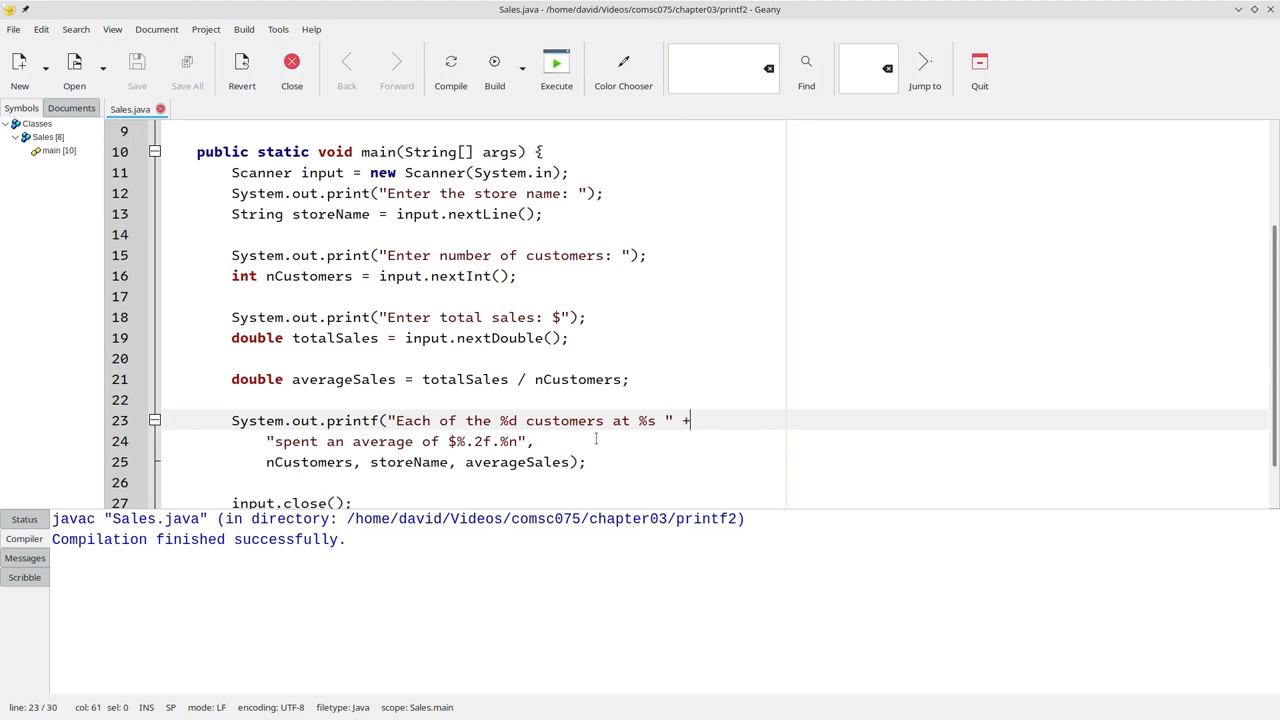 Sales.java - /home/david/Videos/comsc075/chapter03/printf2 - Geany
File Edit Search View Document Project Build Tools Help
New Open Save Save All Revert Close Back Forward Compile Build Execute Color Chooser Find Jump to Quit
Symbols Documents Sales.java
Classes
Sales [8]
main [10]
9
10 public static void main(String[] args) {
11 Scanner input = new Scanner(System.in);
12 System.out.print("Enter the store name: ");
13 String storeName = input.nextLine();
14
15 System.out.print("Enter number of customers: ");
16 int nCustomers = input.nextInt();
17
18 System.out.print("Enter total sales: $");
19 double totalSales = input.nextDouble();
20
21 double averageSales = totalSales / nCustomers;
22
23 System.out.printf("Each of the %d customers at %s " +
24 "spent an average of $%.2f.%n",
25 nCustomers, storeName, averageSales);
26
27 input.close();
Status
Compiler
Messages
Scribble
javac "Sales.java" (in directory: /home/david/Videos/comsc075/chapter03/printf2)
Compilation finished successfully.
line: 23 / 30 col: 61 sel: 0 INS SP mode: LF encoding: UTF-8 filetype: Java scope: Sales.main